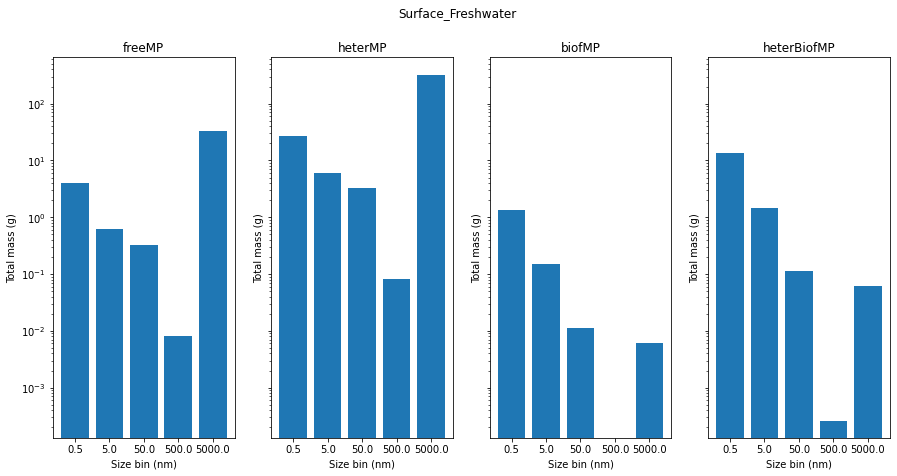 Surface_Freshwater
freeMP
heterMP
biofMP
heterBiofMP
Total mass (g)
10²
10¹
10⁰
10⁻¹
10⁻²
10⁻³
0.5 5.0 50.0 500.0 5000.0
Size bin (nm)
Total mass (g)
0.5 5.0 50.0 500.0 5000.0
Size bin (nm)
Total mass (g)
0.5 5.0 50.0 500.0 5000.0
Size bin (nm)
Total mass (g)
0.5 5.0 50.0 500.0 5000.0
Size bin (nm)